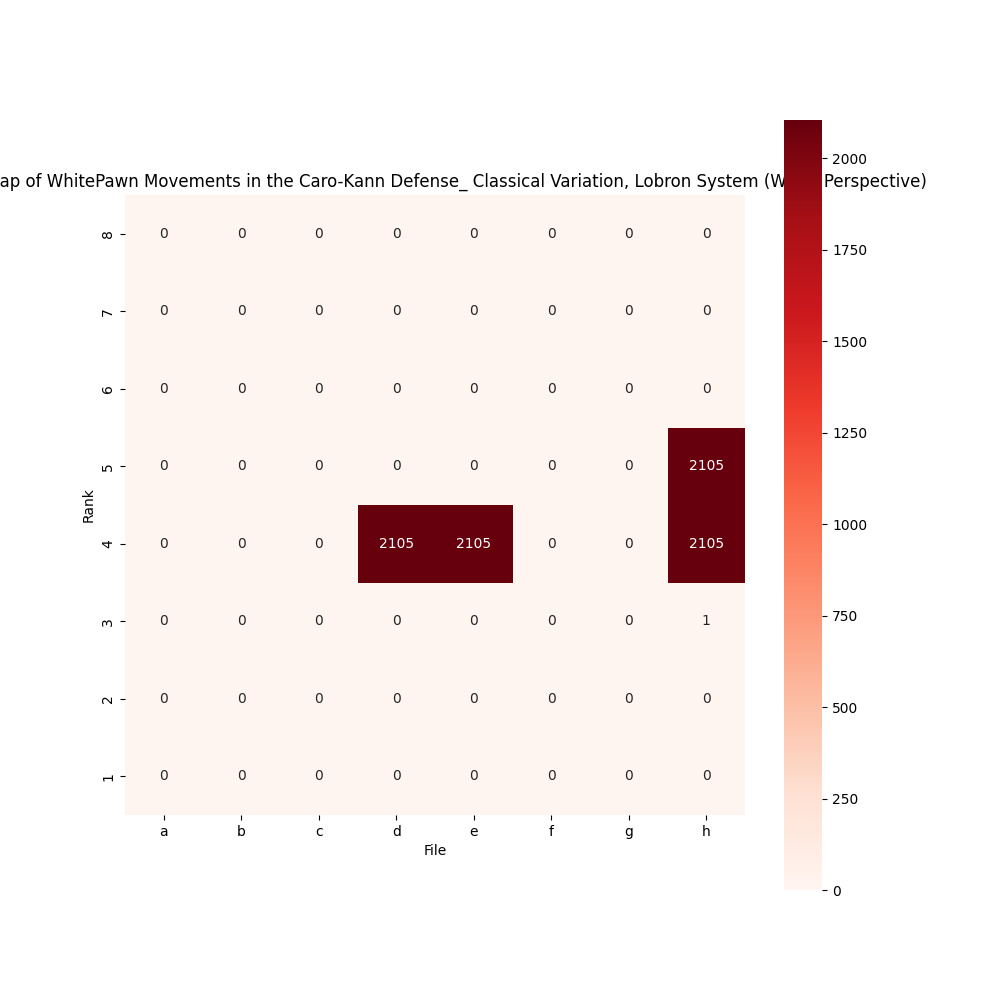 ap of WhitePawn Movements in the Caro-Kann Defense_ Classical Variation, Lobron System (W Perspective)
8 0 0 0 0 0 0 0 0
7 0 0 0 0 0 0 0 0
6 0 0 0 0 0 0 0 0
5 0 0 0 0 0 0 0 2105
4 0 0 0 2105 2105 0 0 2105
3 0 0 0 0 0 0 0 1
2 0 0 0 0 0 0 0 0
1 0 0 0 0 0 0 0 0
Rank
a b c d e f g h
File
2000
1750
1500
1250
1000
750
500
250
0